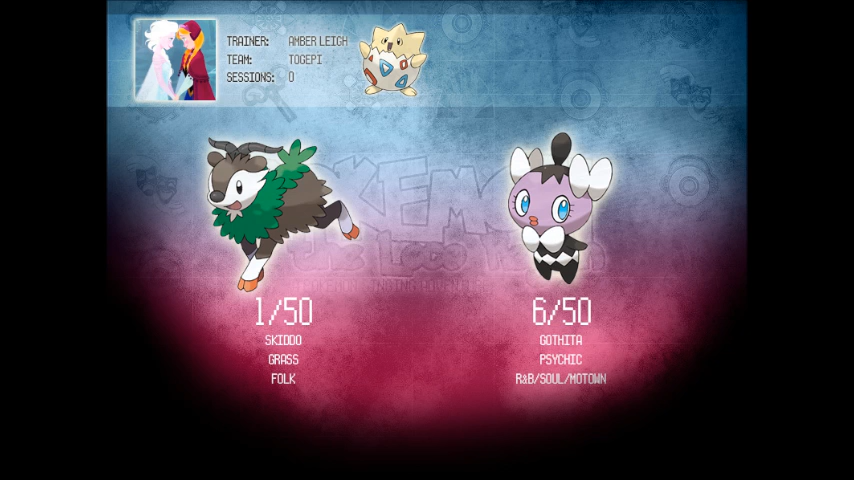 TRAINER: AMBER LEIGH
TEAM: TOGEPI
SESSIONS: 0
1/50
SKIDDO
GRASS
FOLK
6/50
GOTHITA
PSYCHIC
R&B/SOUL/MOTOWN